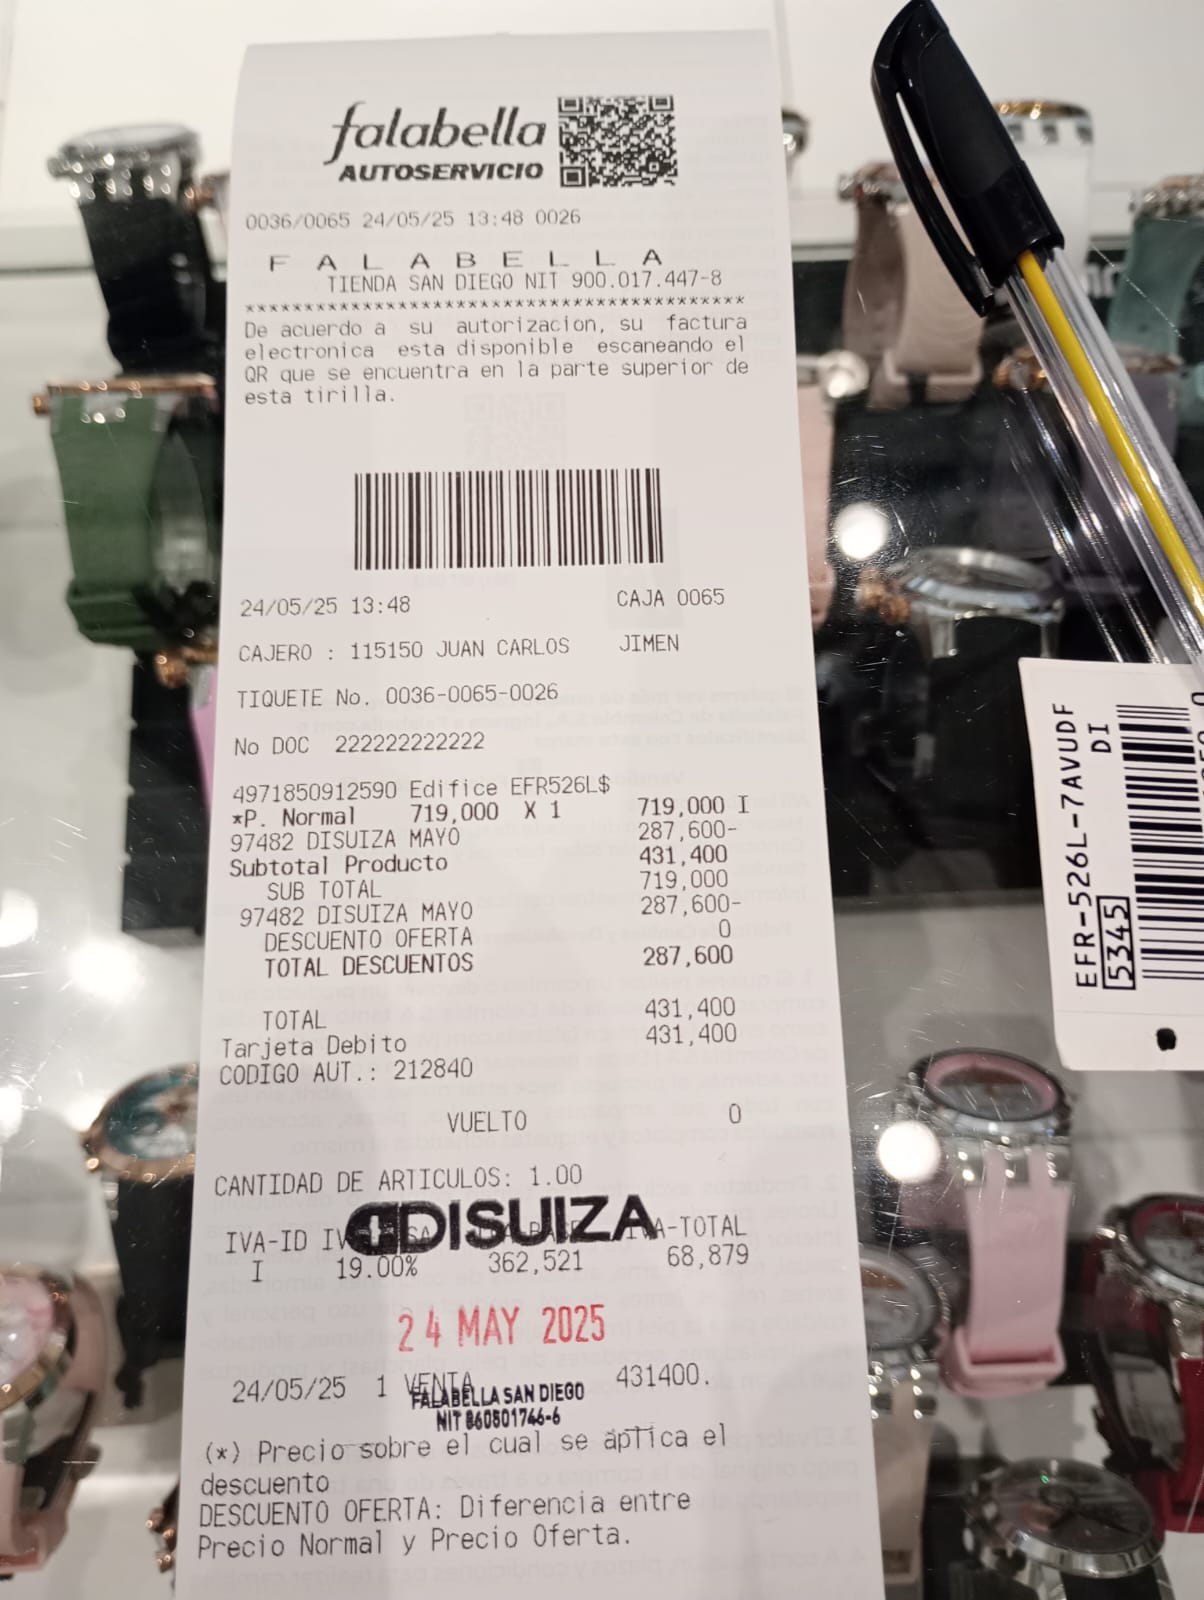 falabella
AUTOSERVICIO
0036/0065 24/05/25 13:48 0026
F A L A B E L L A
TIENDA SAN DIEGO NIT 900.017.447-8
******************************************
De acuerdo a su autorizacion, su factura
electronica esta disponible escaneando el
QR que se encuentra en la parte superior de
esta tirilla.
24/05/25 13:48 CAJA 0065
CAJERO : 115150 JUAN CARLOS JIMEN
TIQUETE No. 0036-0065-0026
No DOC 222222222222
4971850912590 Edifice EFR526L$
*P. Normal 719,000 X 1 719,000 I
97482 DISUIZA MAYO 287,600-
Subtotal Producto 431,400
SUB TOTAL 719,000
97482 DISUIZA MAYO 287,600-
DESCUENTO OFERTA 0
TOTAL DESCUENTOS 287,600
TOTAL 431,400
Tarjeta Debito 431,400
CODIGO AUT.: 212840
VUELTO 0
CANTIDAD DE ARTICULOS: 1.00
DISUIZA
IVA-ID IVA-TOTAL
I 19.00% 362,521 68,879
24 MAY 2025
24/05/25 1 VENTA 431400.
FALABELLA SAN DIEGO
NIT 860501746-6
(*) Precio sobre el cual se aplica el
descuento
DESCUENTO OFERTA: Diferencia entre
Precio Normal y Precio Oferta.
EFR-526L-7AVUDF
DI
5345